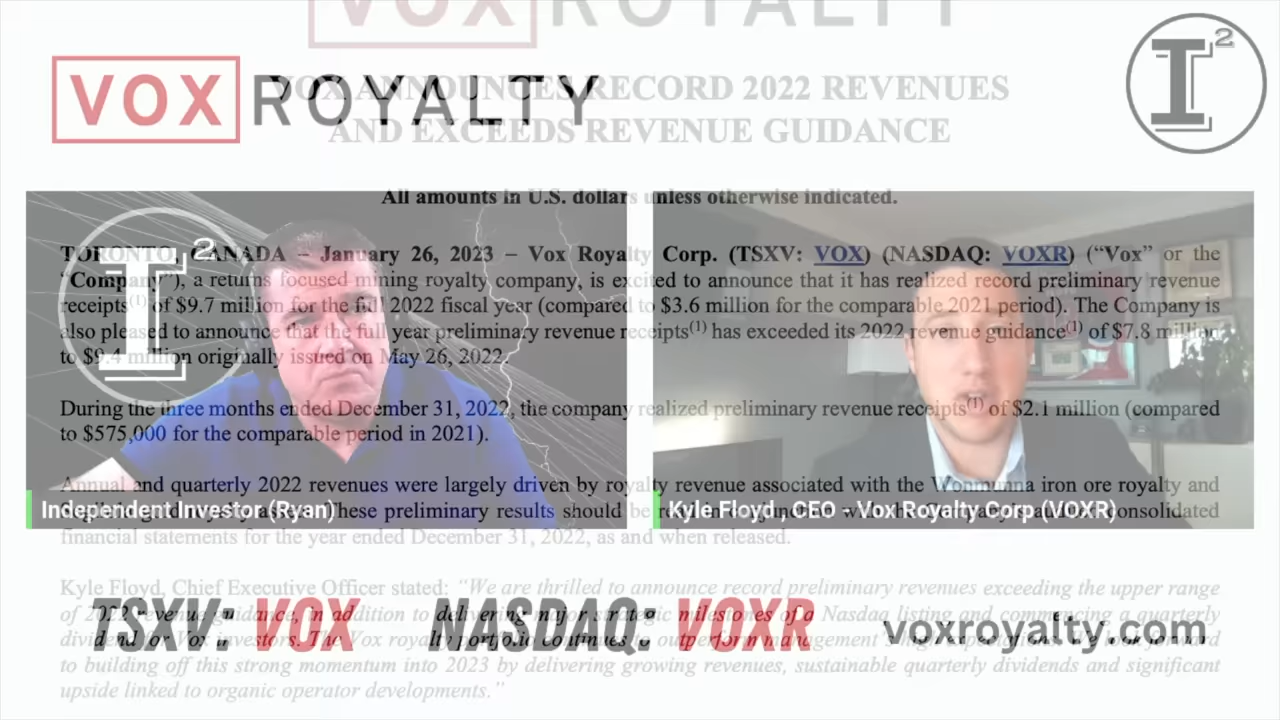 VOX ROYALTY
VOX ROYALTY
I²
VOX ANNOUNCES RECORD 2022 REVENUES
AND EXCEEDS REVENUE GUIDANCE
All amounts in U.S. dollars unless otherwise indicated.
I²
TORONTO, CANADA – January 26, 2023 – Vox Royalty Corp. (TSXV: VOX) (NASDAQ: VOXR) (“Vox” or the
“Company”), a returns focused mining royalty company, is excited to announce that it has realized record preliminary revenue
receipts(1) of $9.7 million for the full 2022 fiscal year (compared to $3.6 million for the comparable 2021 period). The Company is
also pleased to announce that the full year preliminary revenue receipts(1) has exceeded its 2022 revenue guidance(1) of $7.8 million
to $9.4 million originally issued on May 26, 2022.
During the three months ended December 31, 2022, the company realized preliminary revenue receipts(1) of $2.1 million (compared
to $575,000 for the comparable period in 2021).
Annual and quarterly 2022 revenues were largely driven by royalty revenue associated with the Wonmunna iron ore royalty and
These preliminary results should be consolidated
Independent Investor (Ryan)
Kyle Floyd , CEO - Vox Royalty Corp (VOXR)
financial statements for the year ended December 31, 2022, as and when released.
Kyle Floyd, Chief Executive Officer stated: “We are thrilled to announce record preliminary revenues exceeding the upper range
of 2022 revenue guidance, in addition to delivering major strategic milestones of a Nasdaq listing and commencing quarterly
TSXV: VOX NASDAQ: VOXR voxroyalty.com
to building off this strong momentum into 2023 by delivering growing revenues, sustainable quarterly dividends and significant
upside linked to organic operator developments.”